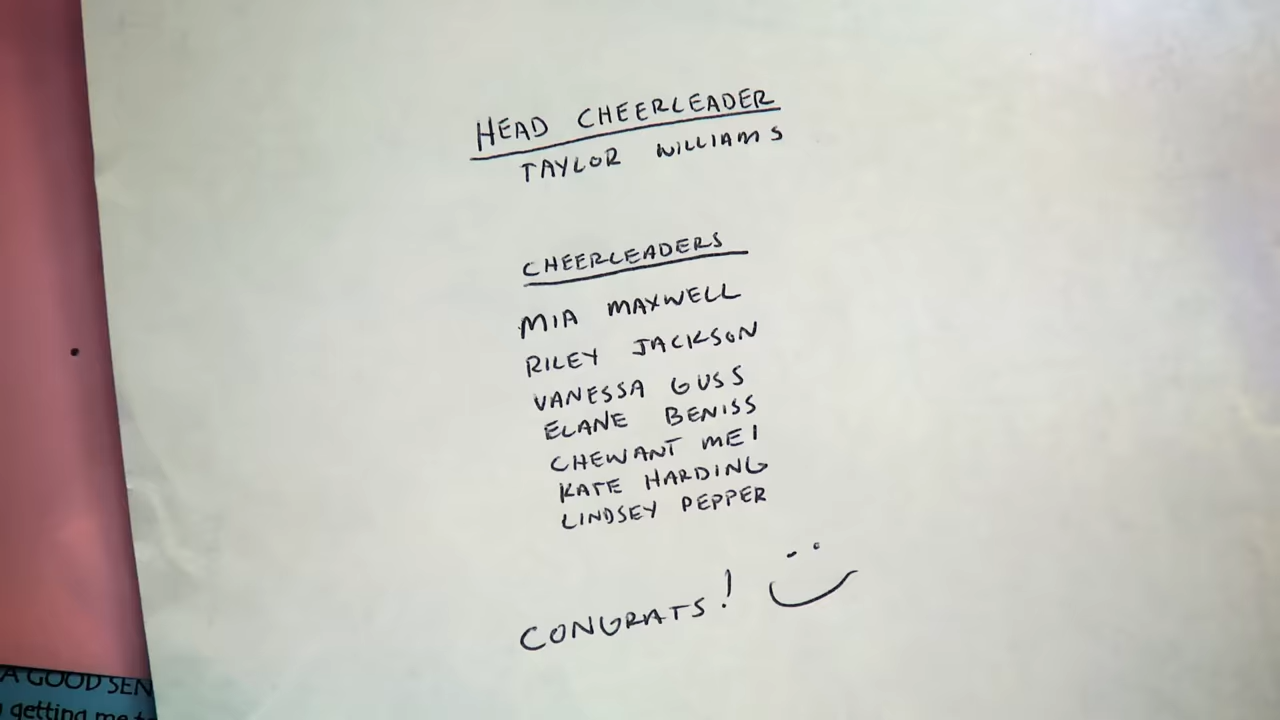 HEAD CHEERLEADER
TAYLOR WILLIAMS
CHEERLEADERS
MIA MAXWELL
RILEY JACKSON
VANESSA GUSS
ELANE BENISS
CHEWANT MEI
KATE HARDING
LINDSEY PEPPER
CONGRATS!
A GOOD SEN
getting me